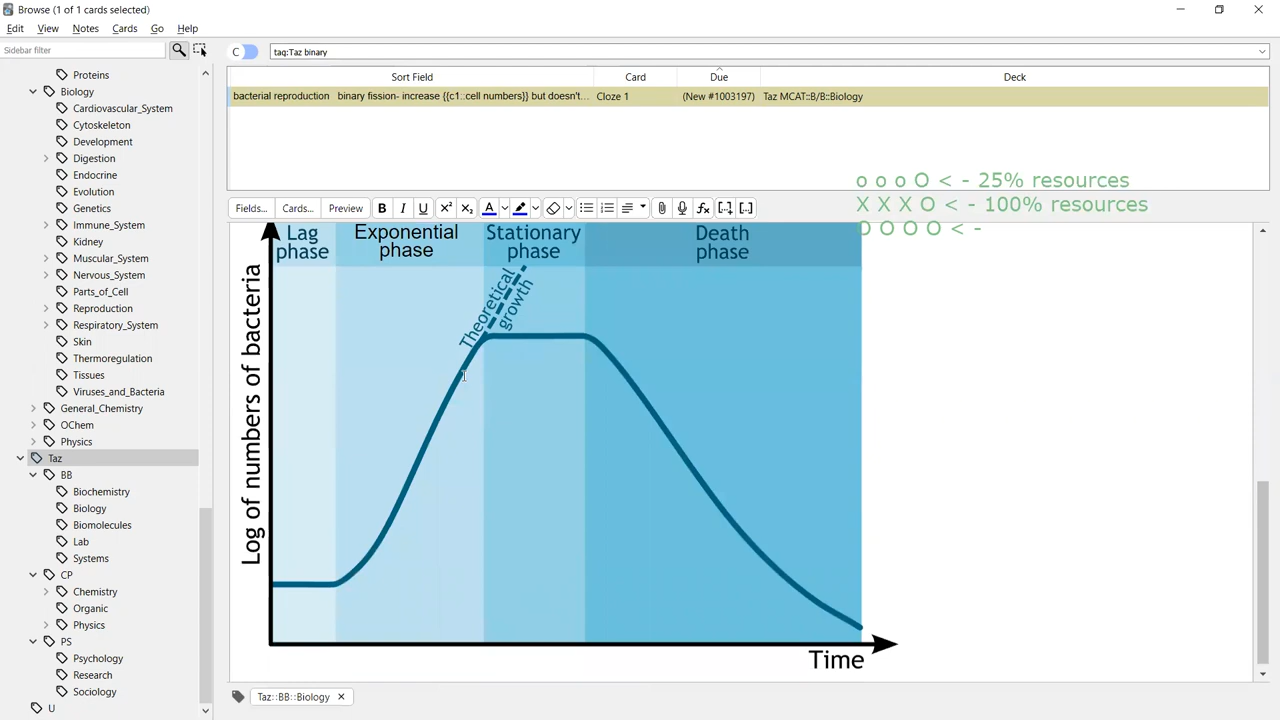 Browse (1 of 1 cards selected)
Edit View Notes Cards Go Help
Sidebar filter
C
tag:Taz binary
Sort Field Card Due Deck
bacterial reproduction binary fission- increase {{c1::cell numbers}} but doesn't... Cloze 1 (New #1003197) Taz MCAT::B/B::Biology
Proteins
Biology
Cardiovascular_System
Cytoskeleton
Development
Digestion
Endocrine
Evolution
Genetics
Immune_System
Kidney
Muscular_System
Nervous_System
Parts_of_Cell
Reproduction
Respiratory_System
Skin
Thermoregulation
Tissues
Viruses_and_Bacteria
General_Chemistry
OChem
Physics
Taz
BB
Biochemistry
Biology
Biomolecules
Lab
Systems
CP
Chemistry
Organic
Physics
PS
Psychology
Research
Sociology
U
o o o O < - 25% resources
X X X O < - 100% resources
O O O O < -
Fields... Cards... Preview B I U X² X₂ A fx [...] [...]
Lag
phase
Exponential
phase
Stationary
phase
Death
phase
Theoretical
growth
Log of numbers of bacteria
Time
Taz::BB::Biology